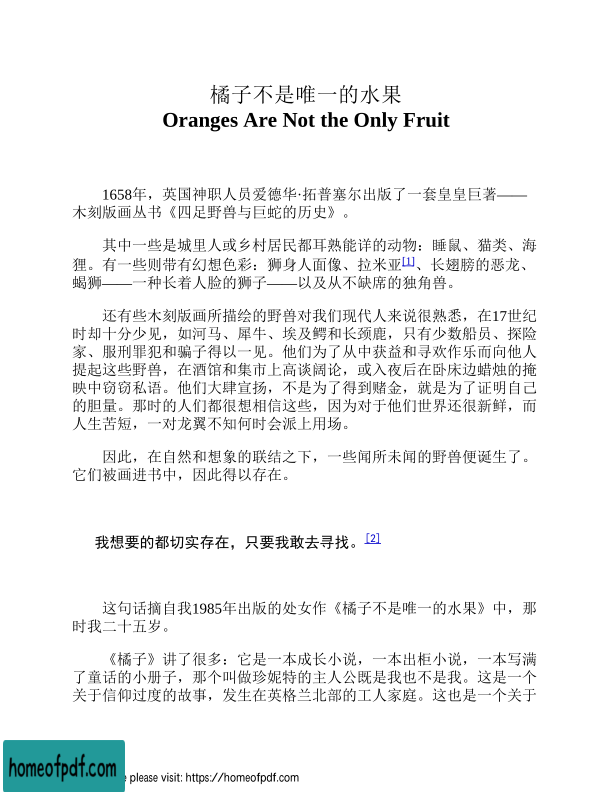 橘子不是唯一的水果
Oranges Are Not the Only Fruit
1658年，英国神职人员爱德华·拓普塞尔出版了一套皇皇巨著——
木刻版画丛书《四足野兽与巨蛇的历史》。
其中一些是城里人或乡村居民都耳熟能详的动物：睡鼠、猫类、海
狸。有一些则带有幻想色彩：狮身人面像、拉米亚[1]、长翅膀的恶龙、
蝎狮——一种长着人脸的狮子——以及从不缺席的独角兽。
还有些木刻版画所描绘的野兽对我们现代人来说很熟悉，在17世纪
时却十分少见，如河马、犀牛、埃及鳄和长颈鹿，只有少数船员、探险
家、服刑罪犯和骗子得以一见。他们为了从中获益和寻欢作乐而向他人
提起这些野兽，在酒馆和集市上高谈阔论，或入夜后在卧床边蜡烛的掩
映中窃窃私语。他们大肆宣扬，不是为了得到赌金，就是为了证明自己
的胆量。那时的人们都很想相信这些，因为对于他们世界还很新鲜，而
人生苦短，一对龙翼不知何时会派上用场。
因此，在自然和想象的联结之下，一些闻所未闻的野兽便诞生了。
它们被画进书中，因此得以存在。
我想要的都切实存在，只要我敢去寻找。[2]
这句话摘自我1985年出版的处女作《橘子不是唯一的水果》中，那
时我二十五岁。
《橘子》讲了很多：它是一本成长小说，一本出柜小说，一本写满
了童话的小册子，那个叫做珍妮特的主人公既是我也不是我。这是一个
关于信仰过度的故事，发生在英格兰北部的工人家庭。这也是一个关于
homeofpdf.com
please visit: https://homeofpdf.com